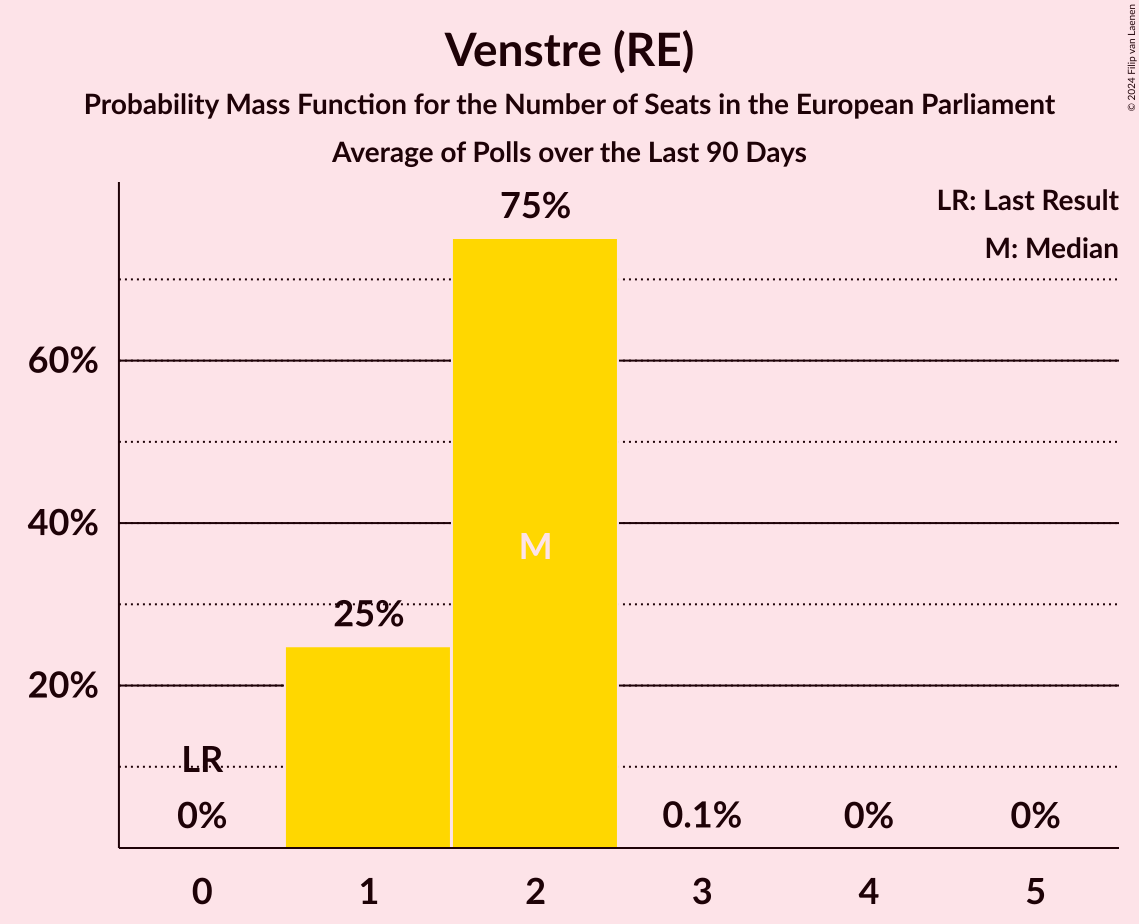 Venstre (RE)
Probability Mass Function for the Number of Seats in the European Parliament
Average of Polls over the Last 90 Days
© 2024 Filip van Laenen
LR: Last Result
M: Median
75%
60%
40%
M
25%
20%
LR
0%
0.1%
0%
0%
0 1 2 3 4 5